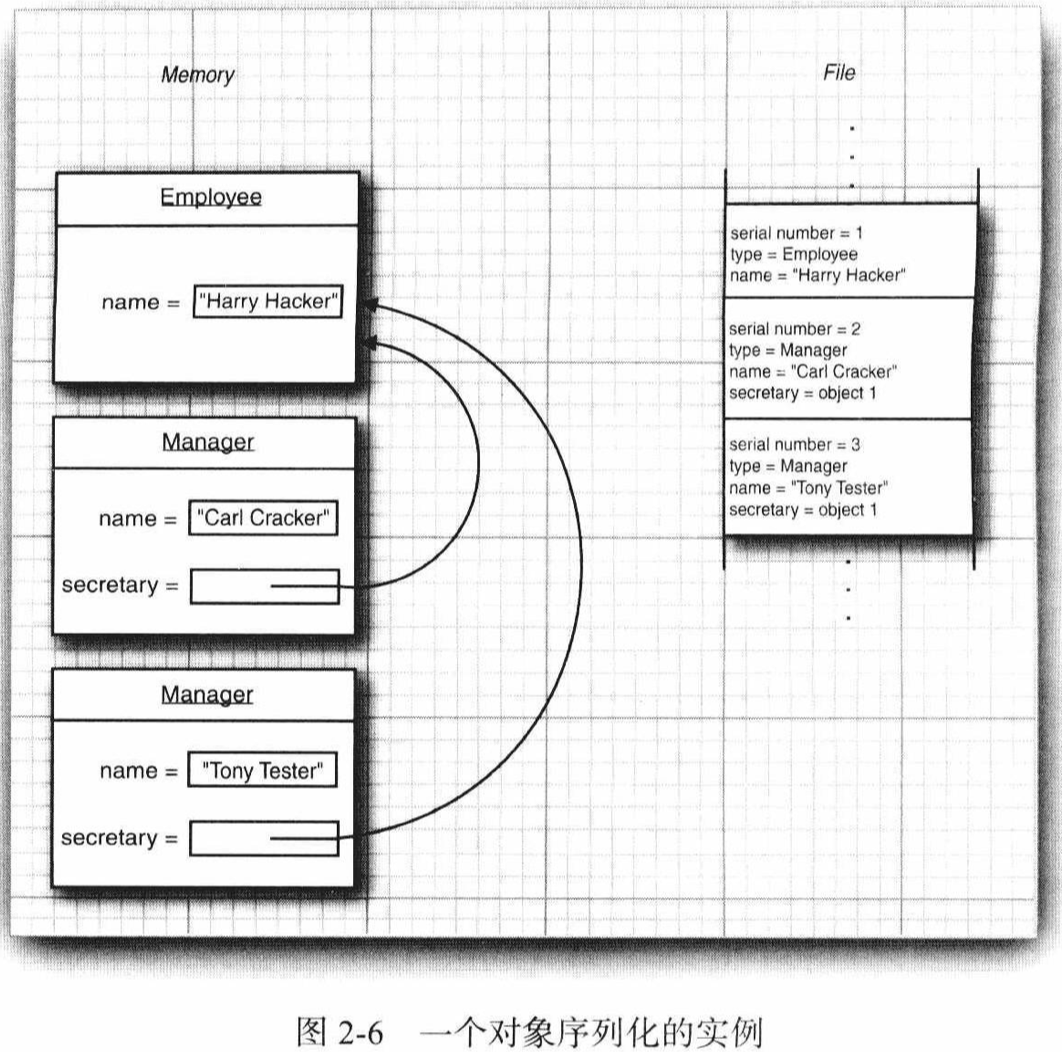 Memory
Employee
name = "Harry Hacker"
Manager
name = "Carl Cracker"
secretary =
Manager
name = "Tony Tester"
secretary =
File
serial number = 1
type = Employee
name = "Harry Hacker"
serial number = 2
type = Manager
name = "Carl Cracker"
secretary = object 1
serial number = 3
type = Manager
name = "Tony Tester"
secretary = object 1
图 2-6 一个对象序列化的实例